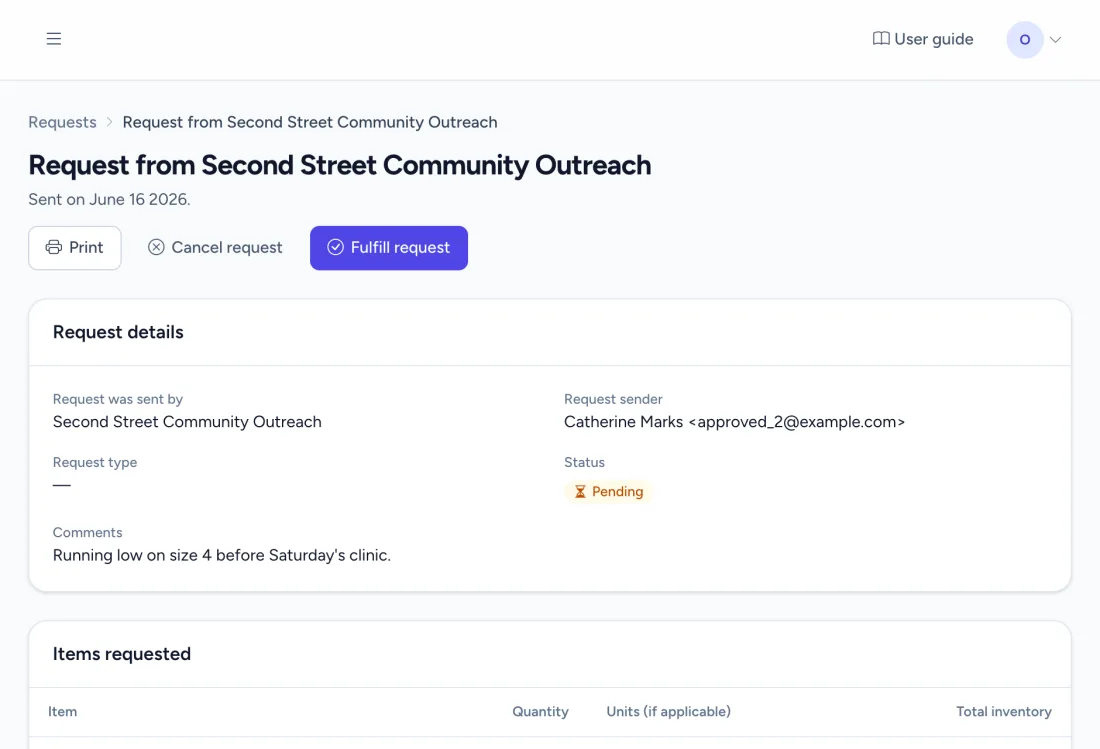 User guide
O
Requests
Request from Second Street Community Outreach
Request from Second Street Community Outreach
Sent on June 16 2026.
Print
Cancel request
Fulfill request
Request details
Request was sent by
Second Street Community Outreach
Request sender
Catherine Marks <approved_2@example.com>
Request type
—
Status
Pending
Comments
Running low on size 4 before Saturday's clinic.
Items requested
Item
Quantity
Units (if applicable)
Total inventory